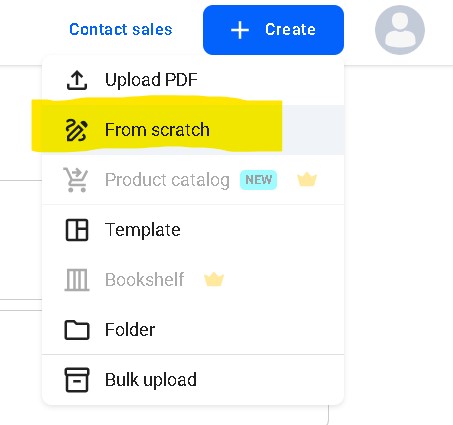 Contact sales
Create
Upload PDF
From scratch
Product catalog NEW
Template
Bookshelf
Folder
Bulk upload